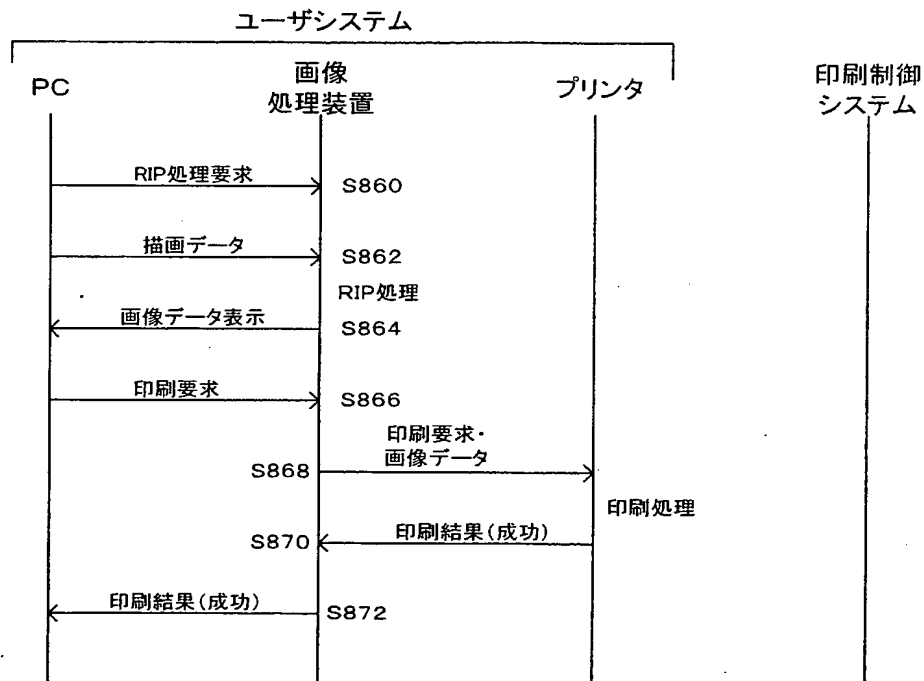 ユーザシステム
PC
画像
処理装置
プリンタ
印刷制御
システム
RIP処理要求
S860
描画データ
S862
RIP処理
画像データ表示
S864
印刷要求
S866
印刷要求・
画像データ
S868
印刷処理
印刷結果(成功)
S870
印刷結果(成功)
S872